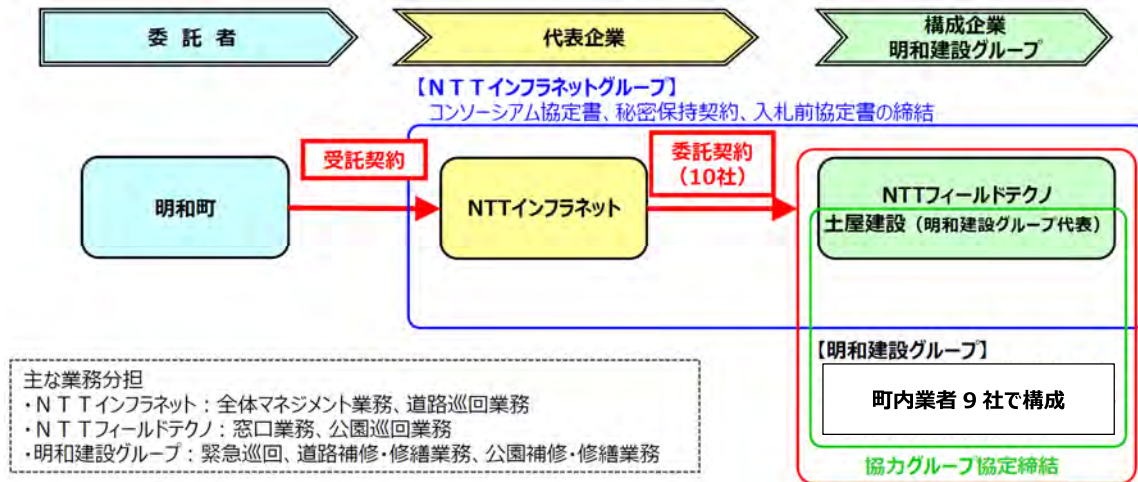 委 託 者
代表企業
構成企業
明和建設グループ
【NTTインフラネットグループ】
コンソーシアム協定書、秘密保持契約、入札前協定書の締結
受託契約
委託契約
（10社）
明和町
NTTインフラネット
NTTフィールドテクノ
土屋建設（明和建設グループ代表）
【明和建設グループ】
町内業者 9 社で構成
協力グループ協定締結
主な業務分担
・NTTインフラネット：全体マネジメント業務、道路巡回業務
・NTTフィールドテクノ：窓口業務、公園巡回業務
・明和建設グループ：緊急巡回、道路補修・修繕業務、公園補修・修繕業務